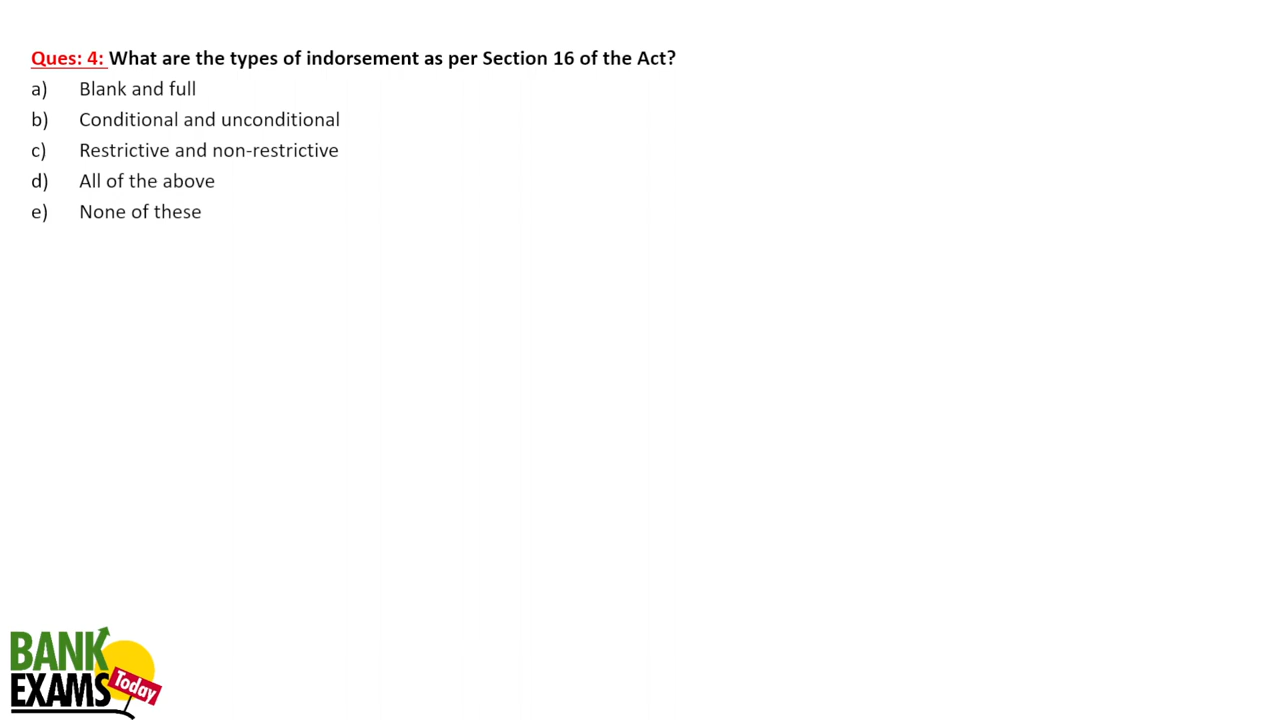 Ques: 4: What are the types of indorsement as per Section 16 of the Act?
a) Blank and full
b) Conditional and unconditional
c) Restrictive and non-restrictive
d) All of the above
e) None of these
BANK
EXAMS
Today